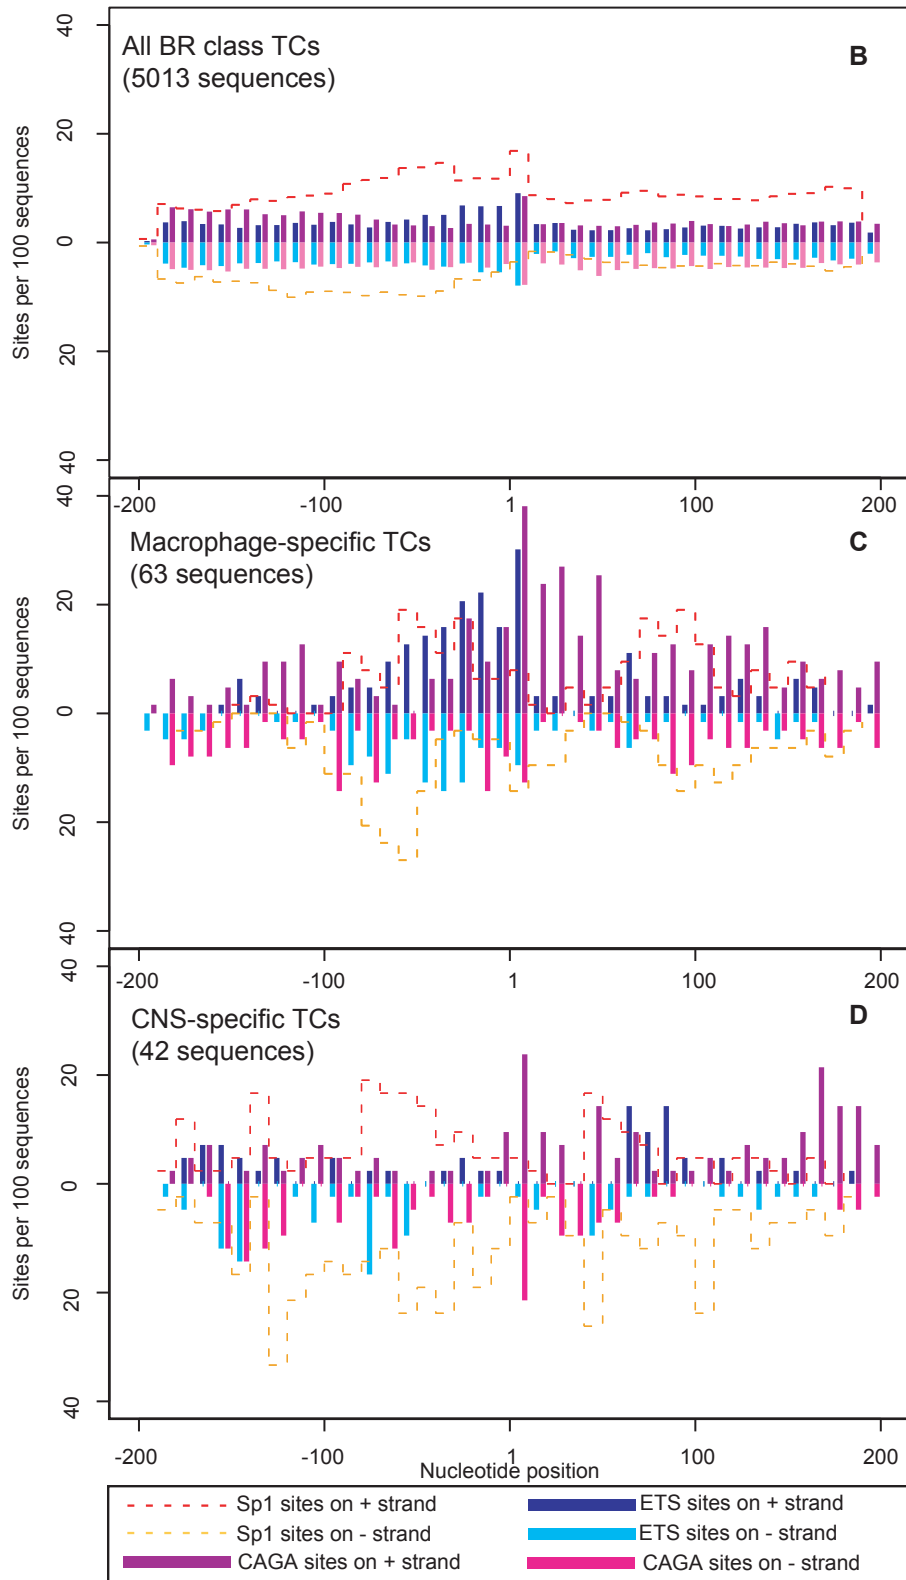 All BR class TCs
(5013 sequences)
B
Sites per 100 sequences
40
20
0
20
40
-200
-100
1
100
200
Macrophage-specific TCs
(63 sequences)
C
Sites per 100 sequences
40
20
0
20
40
-200
-100
1
100
200
CNS-specific TCs
(42 sequences)
D
Sites per 100 sequences
40
20
0
20
40
-200
-100
1r
100
200
Nucleotide position
Sp1 sites on + strand
Sp1 sites on - strand
CAGA sites on + strand
ETS sites on + strand
ETS sites on - strand
CAGA sites on - strand